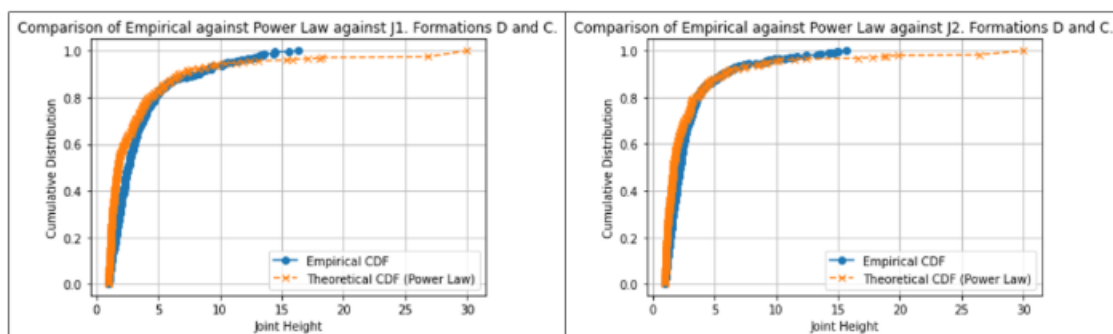 Comparison of Empirical against Power Law against J1. Formations D and C.
1.0
0.8
0.6
0.4
0.2
0.0
Cumulative Distribution
Empirical CDF
Theoretical CDF (Power Law)
0 5 10 15 20 25 30
Joint Height
Comparison of Empirical against Power Law against J2. Formations D and C.
1.0
0.8
0.6
0.4
0.2
0.0
Cumulative Distribution
Empirical CDF
Theoretical CDF (Power Law)
0 5 10 15 20 25 30
Joint Height